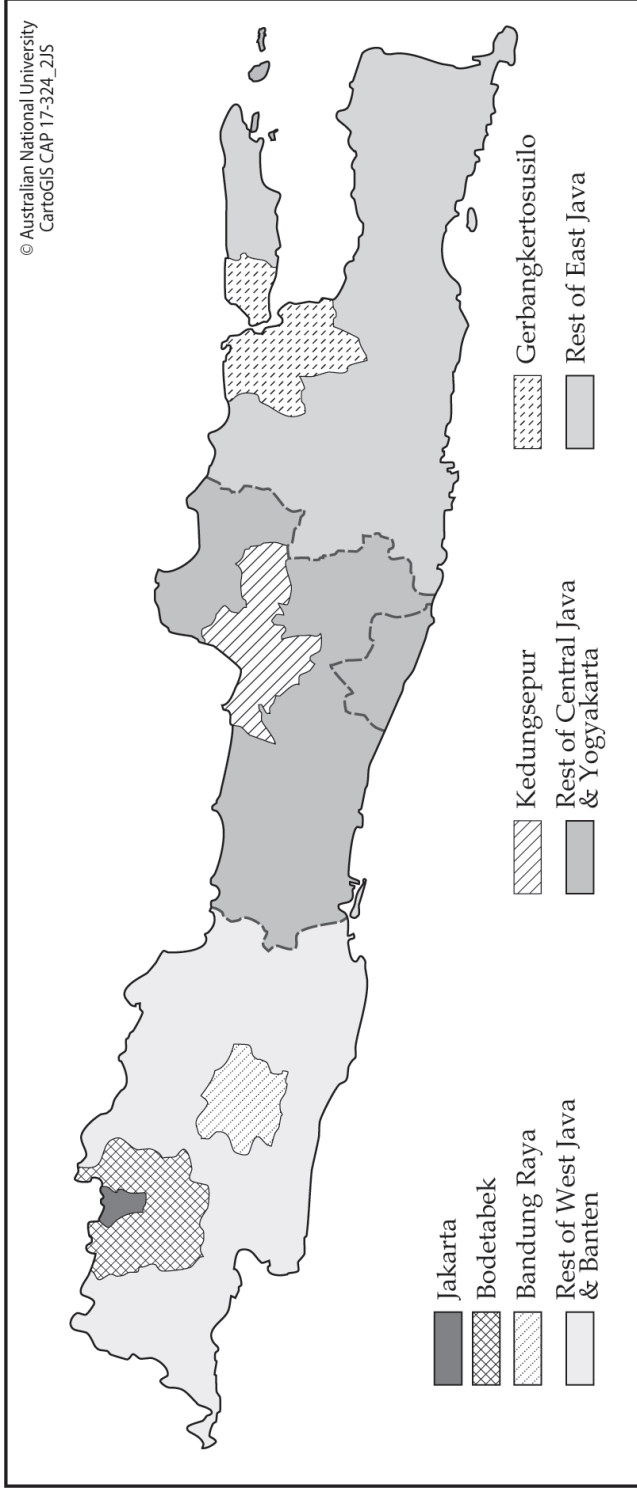 © Australian National University
CartoGIS CAP 17-324_2JS
Jakarta
Bodetabek
Bandung Raya
Rest of West Java
& Banten
Kedungsepur
Rest of Central Java
& Yogyakarta
Gerbangkertosusilo
Rest of East Java